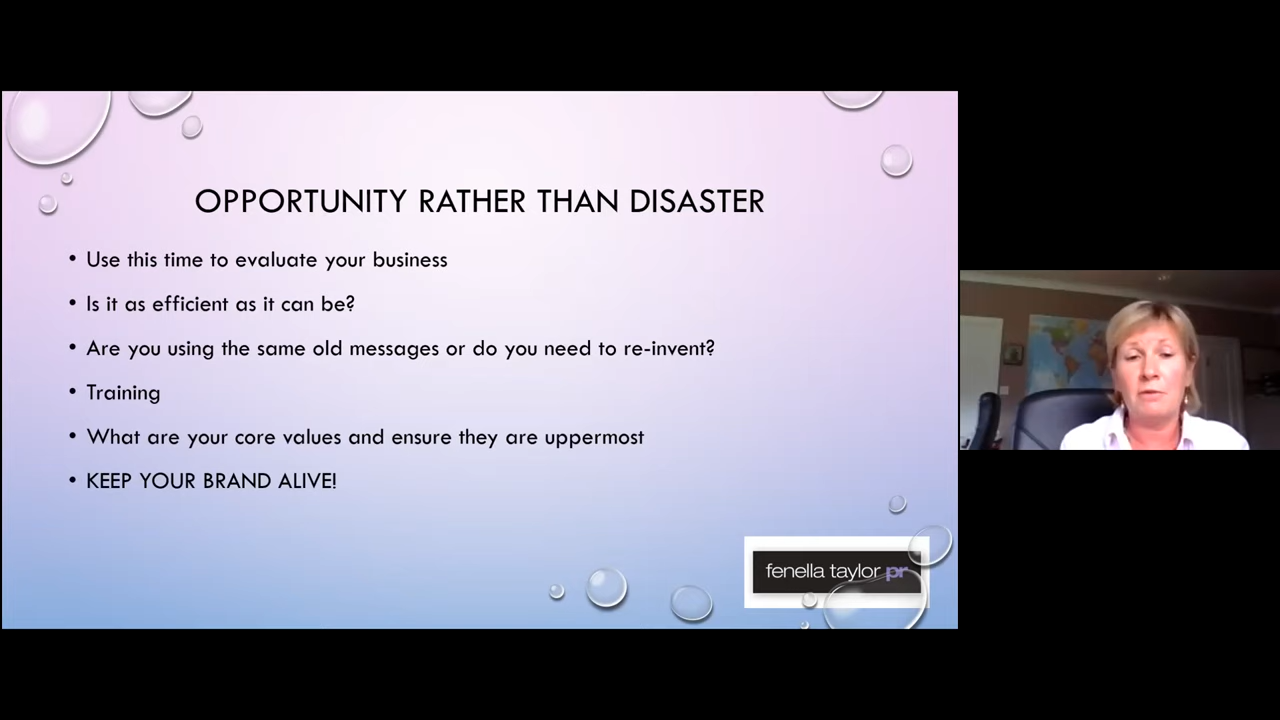 OPPORTUNITY RATHER THAN DISASTER
• Use this time to evaluate your business
• Is it as efficient as it can be?
• Are you using the same old messages or do you need to re-invent?
• Training
• What are your core values and ensure they are uppermost
• KEEP YOUR BRAND ALIVE!
fenella taylor pr